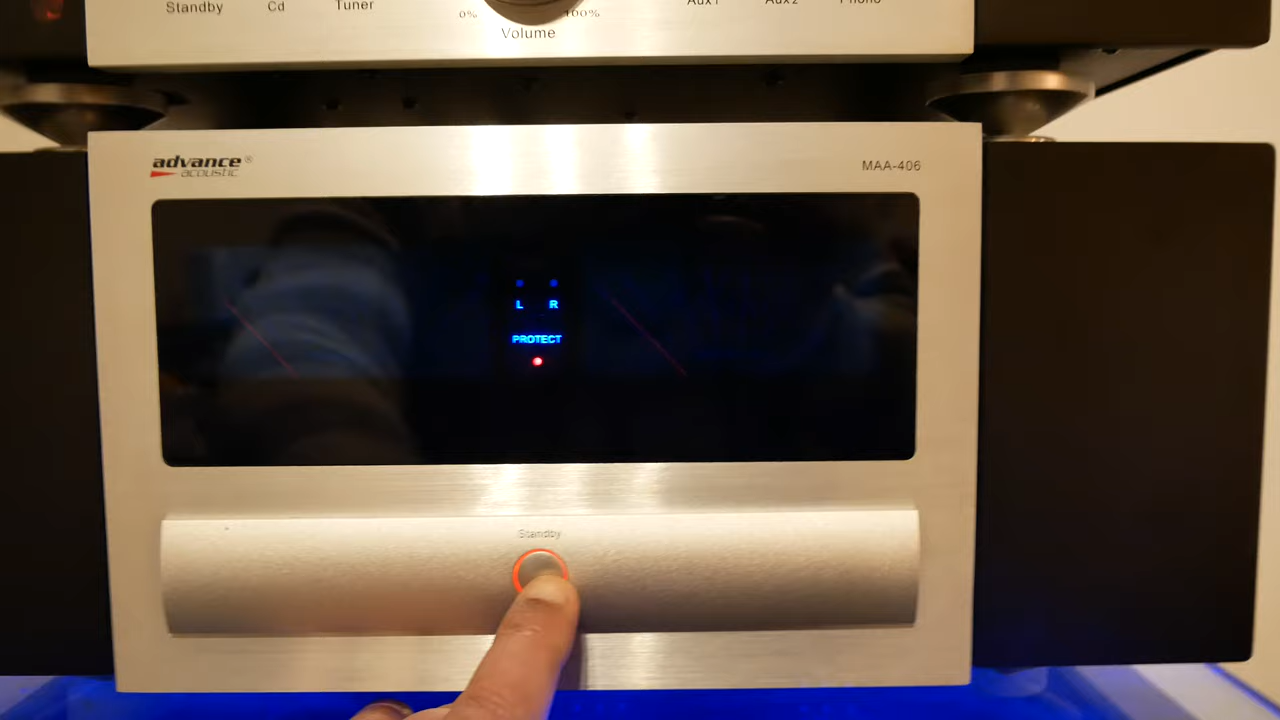 Standby Cd Tuner 0% 100% Aux1 Aux2 Phono
Volume
advance® MAA-406
acoustic
L R
PROTECT
Standby